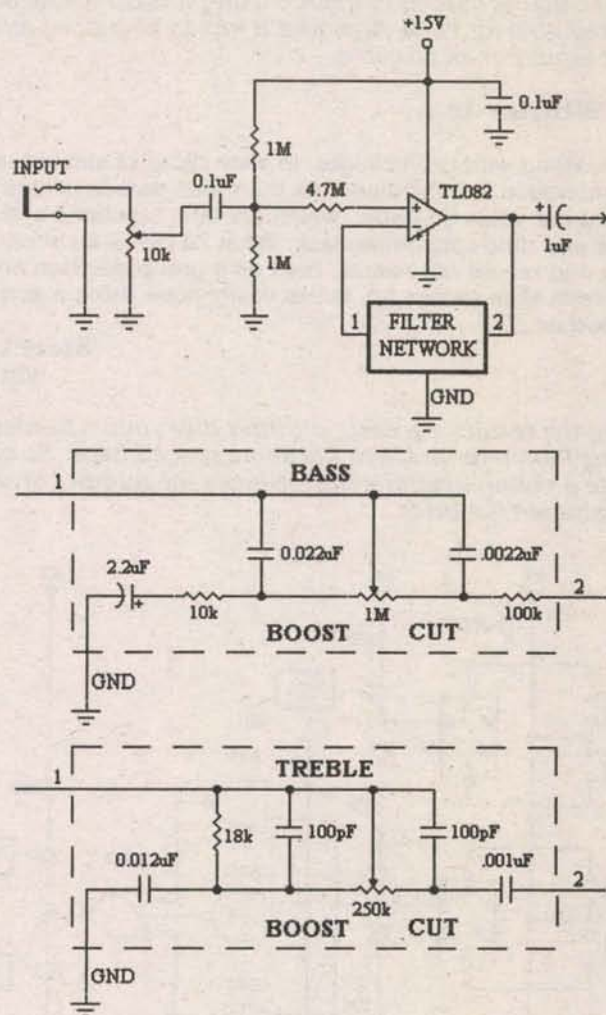 +15V
0.1uF
1M
INPUT
0.1uF
4.7M
TL082
10k
1M
1uF
1
FILTER
NETWORK
2
GND
BASS
1
0.022uF
.0022uF
2.2uF
10k
1M
100k
2
BOOST
CUT
GND
TREBLE
1
18k
100pF
100pF
0.012uF
.001uF
2
250k
BOOST
CUT
GND